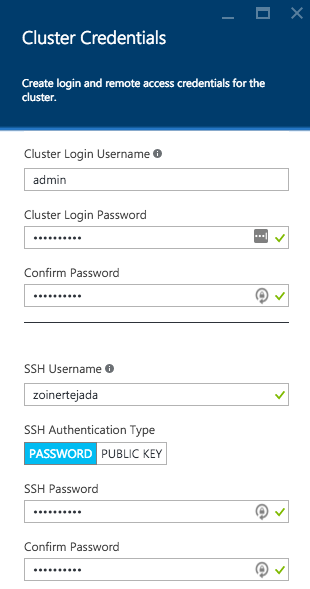 Cluster Credentials
Create login and remote access credentials for the
cluster.
Cluster Login Username
admin
Cluster Login Password
••••••••••
Confirm Password
••••••••••
SSH Username
zoinertejada
SSH Authentication Type
PASSWORD PUBLIC KEY
SSH Password
••••••••••
Confirm Password
••••••••••